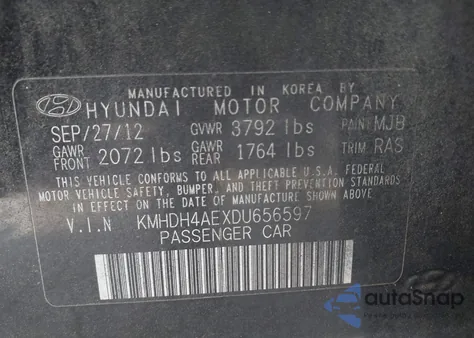 MANUFACTURED IN KOREA BY
HYUNDAI MOTOR COMPANY
SEP/27/12 GVWR 3792 lbs PAINT MJB
GAWR FRONT 2072 lbs GAWR REAR 1764 lbs TRIM RAS
THIS VEHICLE CONFORMS TO APPLICABLE U.S.A. FEDERAL
MOTOR VEHICLE SAFETY, BUMPER, AND THEFT PREVENTION STANDARDS
IN EFFECT ON THE DATE OF MANUFACTURE SHOWN ABOVE
V.I.N KMHDH4AEXDU656597
PASSENGER CAR
autoSnap